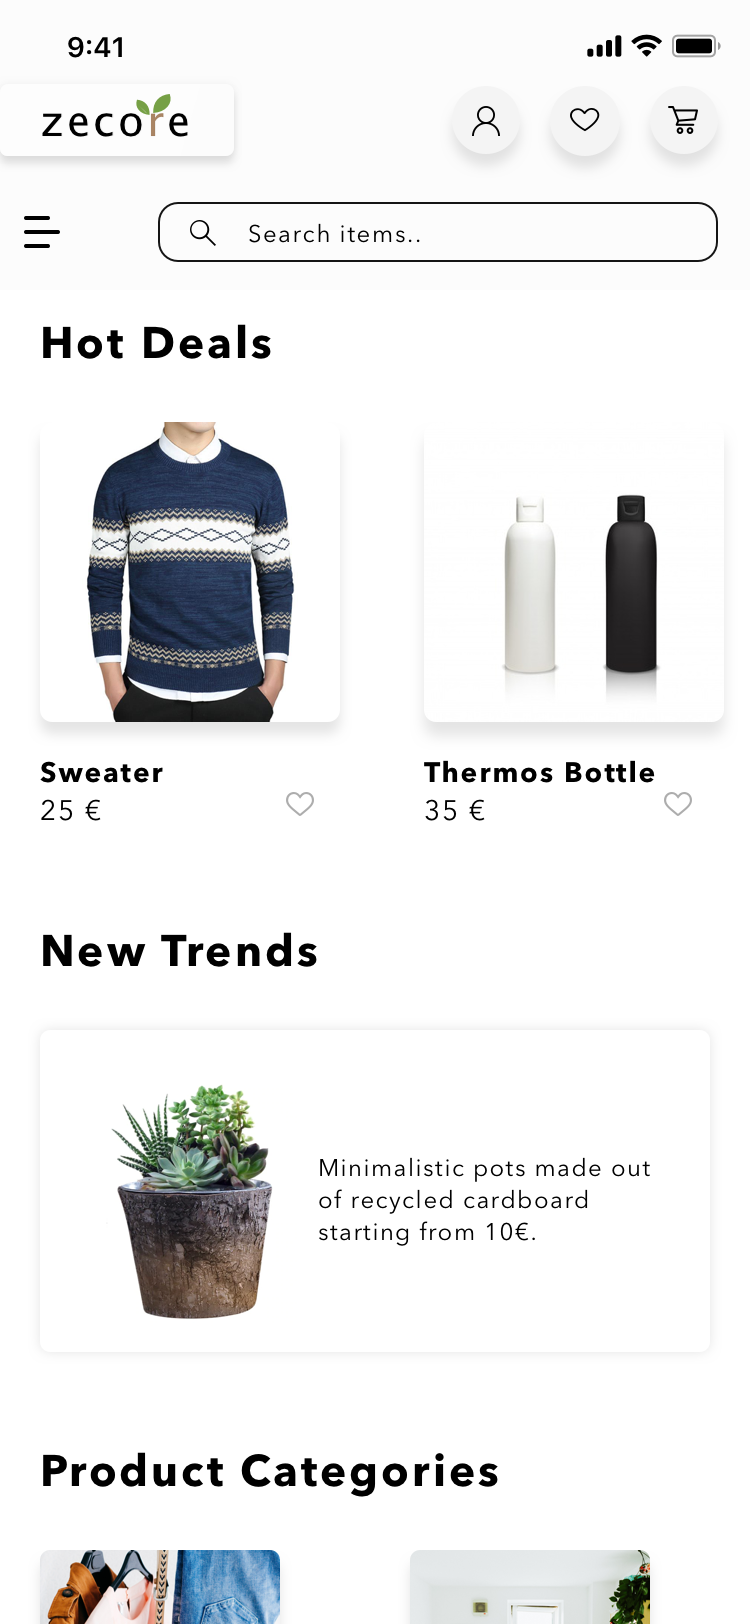 9:41
zecore
Search items..
Hot Deals
Sweater
25 €
Thermos Bottle
35 €
New Trends
Minimalistic pots made out
of recycled cardboard
starting from 10€.
Product Categories